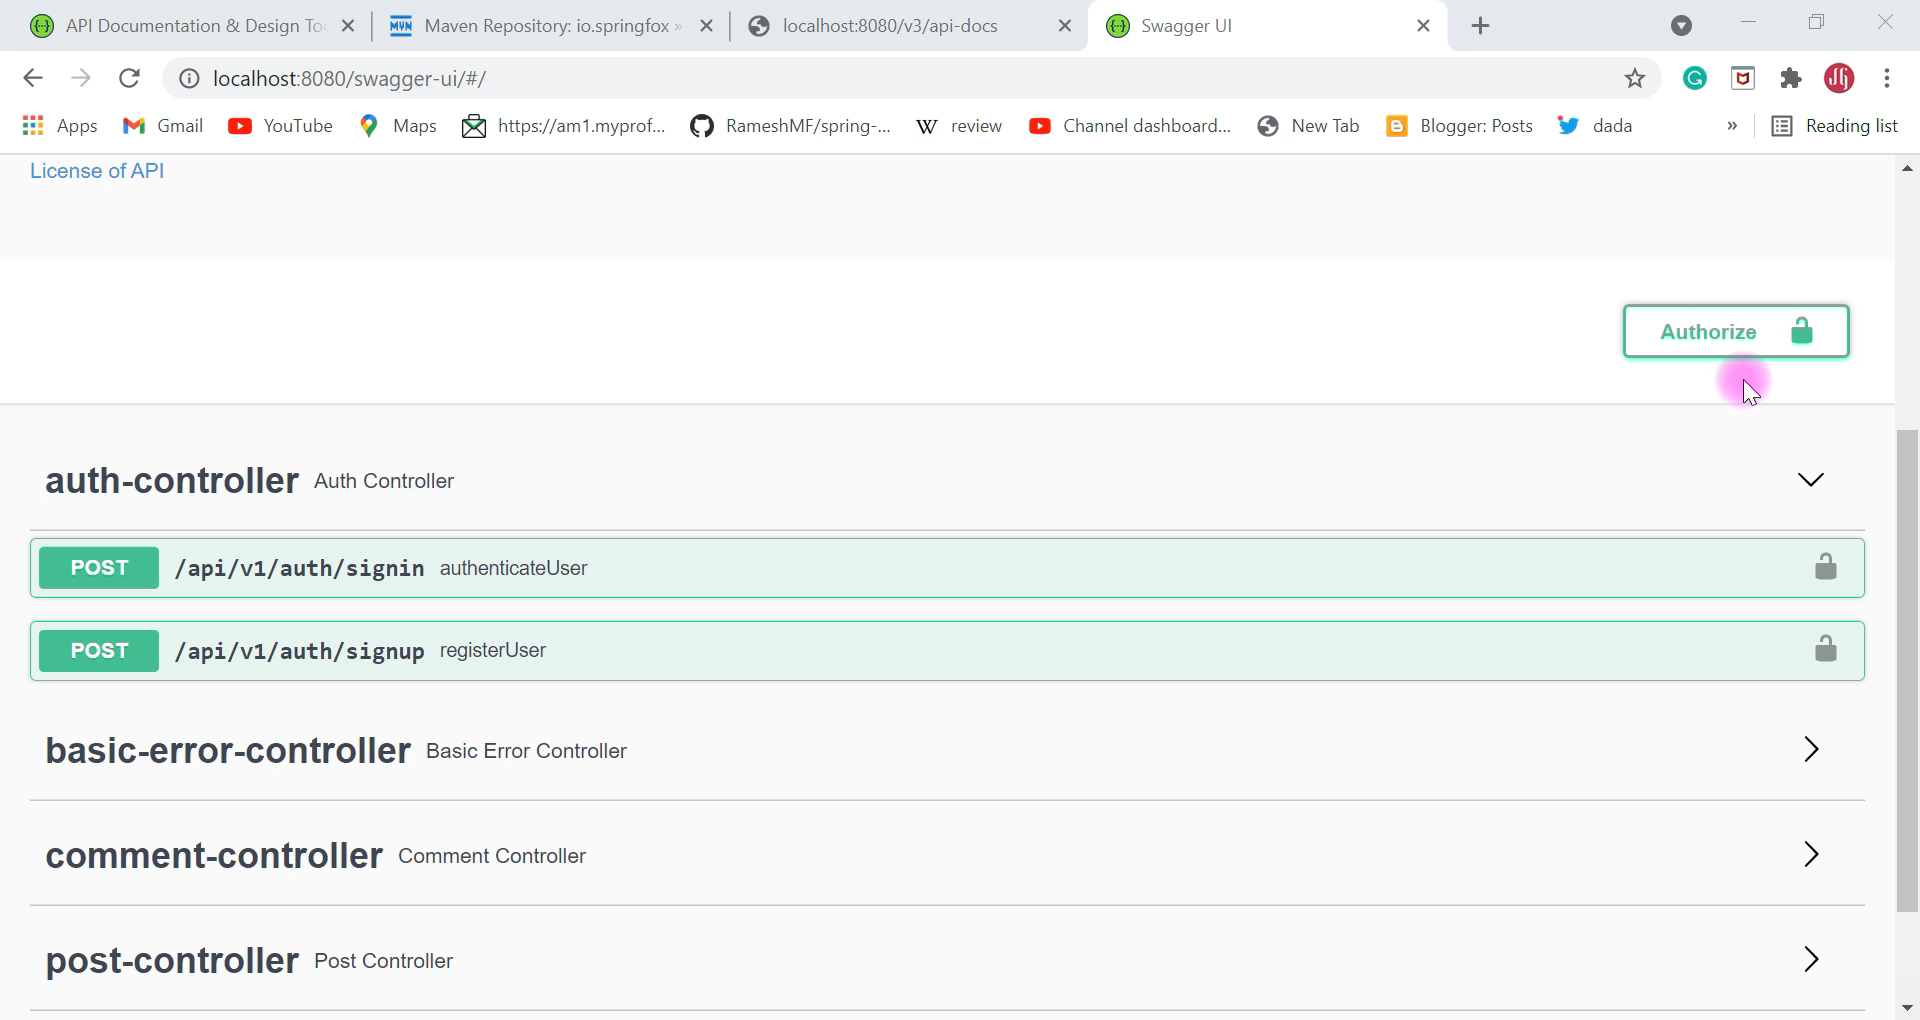 API Documentation & Design Too
Maven Repository: io.springfox »
localhost:8080/v3/api-docs
Swagger UI
localhost:8080/swagger-ui/#/
Apps
Gmail
YouTube
Maps
https://am1.myprof...
RameshMF/spring-...
W review
Channel dashboard...
New Tab
Blogger: Posts
dada
»
Reading list
License of API
Authorize
auth-controller Auth Controller
POST /api/v1/auth/signin authenticateUser
POST /api/v1/auth/signup registerUser
basic-error-controller Basic Error Controller
comment-controller Comment Controller
post-controller Post Controller